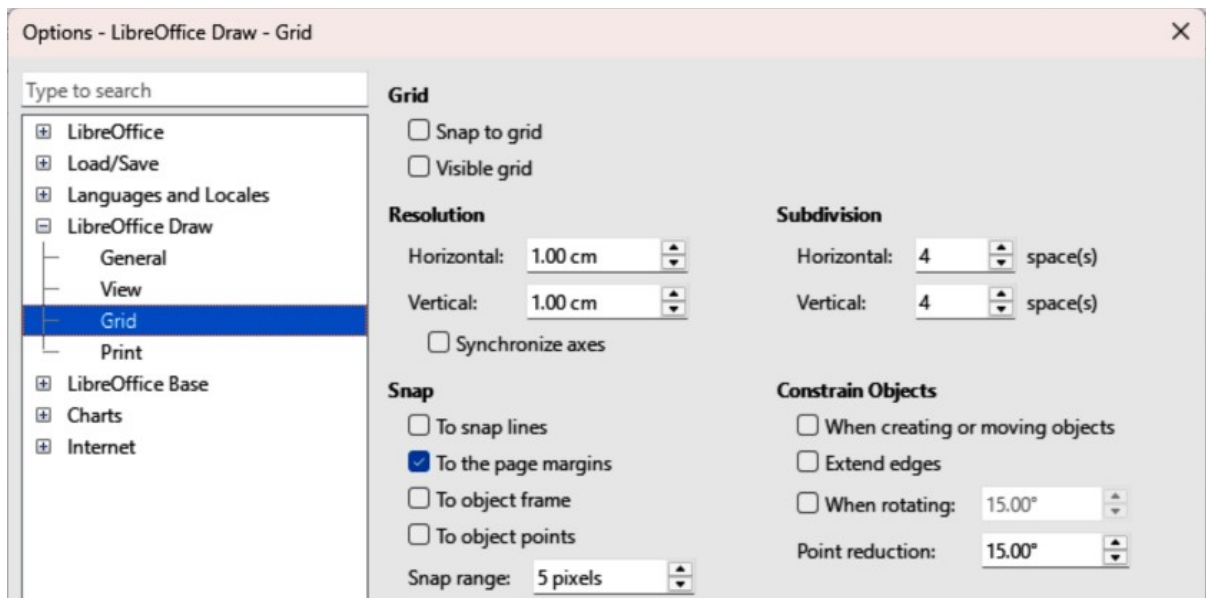 Options - LibreOffice Draw - Grid
Type to search
LibreOffice
Load/Save
Languages and Locales
LibreOffice Draw
General
View
Grid
Print
LibreOffice Base
Charts
Internet
Grid
Snap to grid
Visible grid
Resolution
Horizontal: 1.00 cm
Vertical: 1.00 cm
Synchronize axes
Subdivision
Horizontal: 4 space(s)
Vertical: 4 space(s)
Snap
To snap lines
To the page margins
To object frame
To object points
Snap range: 5 pixels
Constrain Objects
When creating or moving objects
Extend edges
When rotating: 15.00°
Point reduction: 15.00°